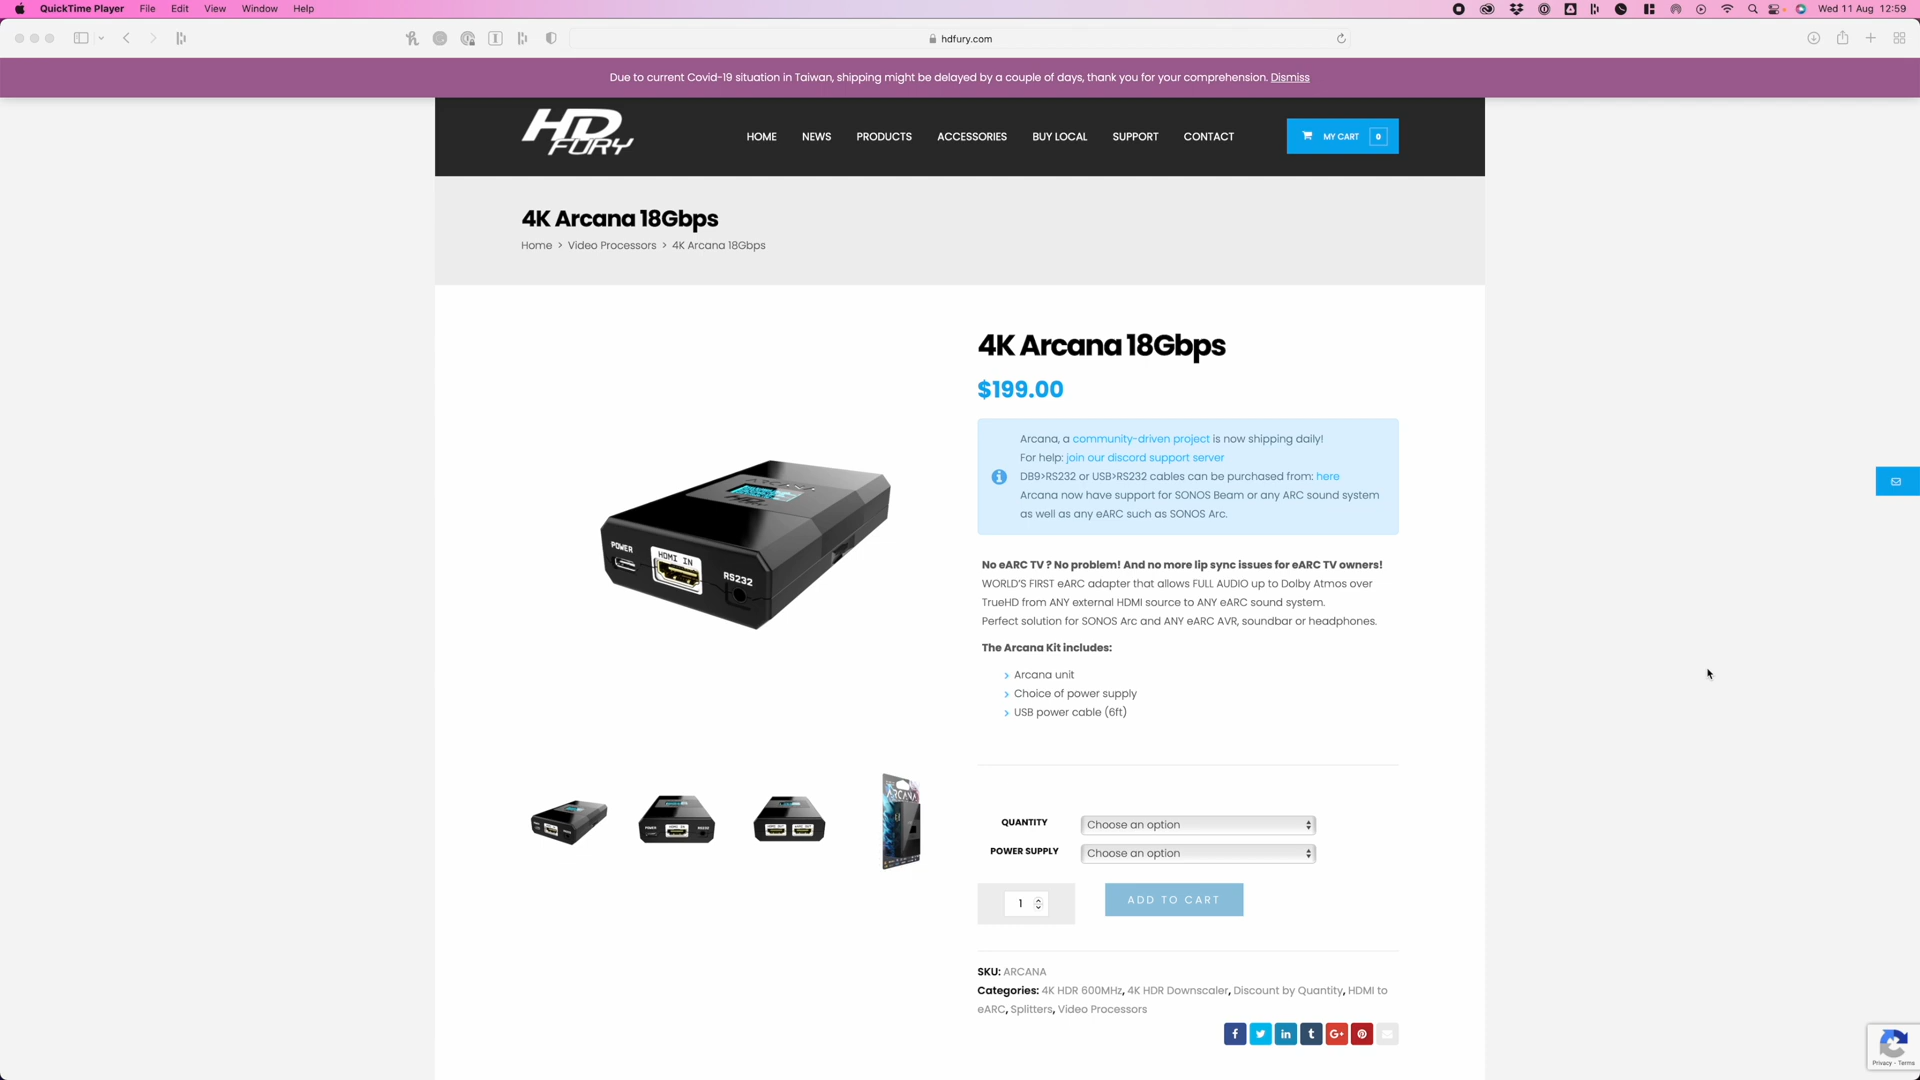 QuickTime Player File Edit View Window Help
Wed 11 Aug 12:59
hdfury.com
Due to current Covid-19 situation in Taiwan, shipping might be delayed by a couple of days, thank you for your comprehension. Dismiss
HD FURY
HOME NEWS PRODUCTS ACCESSORIES BUY LOCAL SUPPORT CONTACT
MY CART 0
4K Arcana 18Gbps
Home > Video Processors > 4K Arcana 18Gbps
4K Arcana 18Gbps
$199.00
Arcana, a community-driven project is now shipping daily!
For help: join our discord support server
DB9>RS232 or USB>RS232 cables can be purchased from: here
Arcana now have support for SONOS Beam or any ARC sound system
as well as any eARC such as SONOS Arc.
ARCANA
POWER
HDMI IN
RS232
No eARC TV ? No problem! And no more lip sync issues for eARC TV owners!
WORLD'S FIRST eARC adapter that allows FULL AUDIO up to Dolby Atmos over
TrueHD from ANY external HDMI source to ANY eARC sound system.
Perfect solution for SONOS Arc and ANY eARC AVR, soundbar or headphones.
The Arcana Kit includes:
> Arcana unit
> Choice of power supply
> USB power cable (6ft)
ARCANA
QUANTITY Choose an option
POWER SUPPLY Choose an option
1
ADD TO CART
SKU: ARCANA
Categories: 4K HDR 600MHz, 4K HDR Downscaler, Discount by Quantity, HDMI to
eARC, Splitters, Video Processors
Privacy - Terms